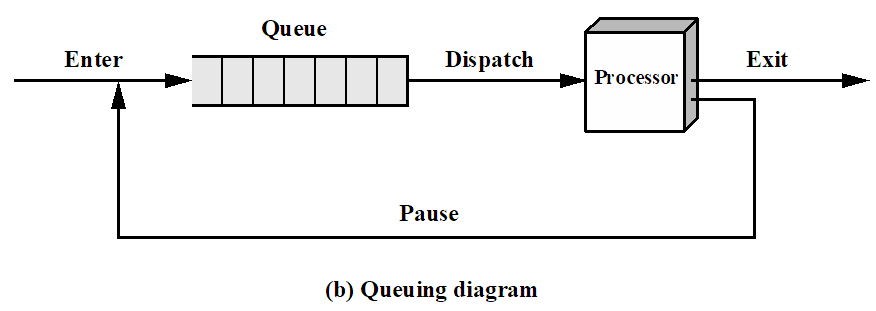 Queue
Enter
Dispatch
Processor
Exit
Pause
(b) Queuing diagram